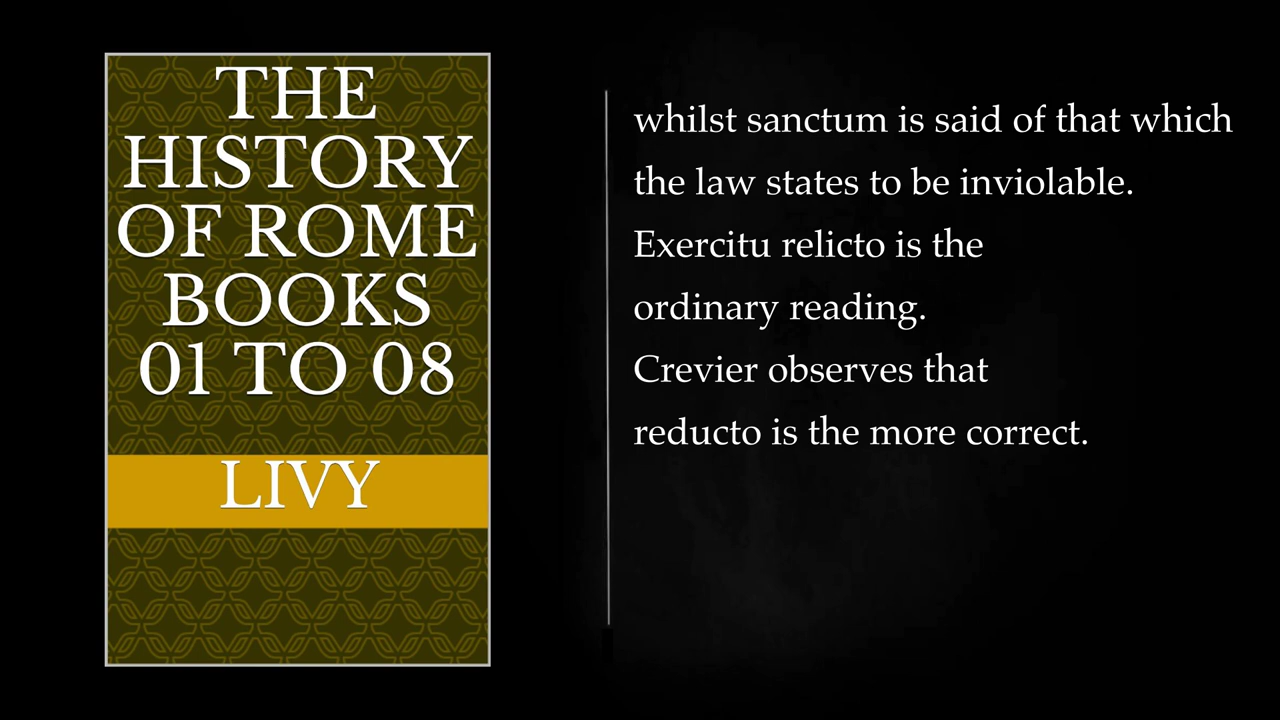 THE
HISTORY
OF ROME
BOOKS
01 TO 08
LIVY
whilst sanctum is said of that which
the law states to be inviolable.
Exercitu relicto is the
ordinary reading.
Crevier observes that
reducto is the more correct.